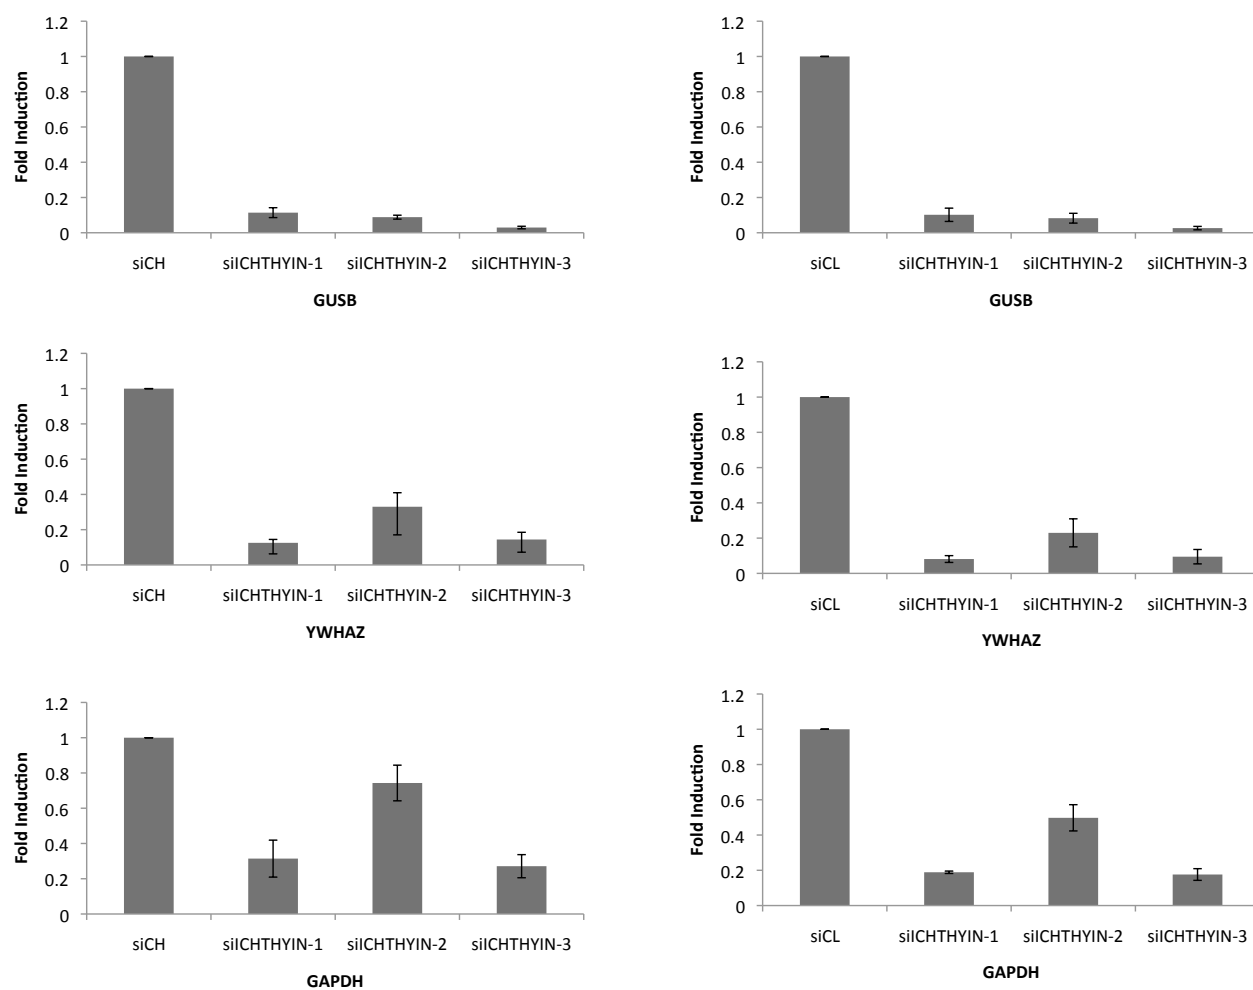 1.2
1
0.8
0.6
0.4
0.2
0
Fold Induction
siCH siICHTHYIN-1 siICHTHYIN-2 siICHTHYIN-3
GUSB
1.2
1
0.8
0.6
0.4
0.2
0
Fold Induction
siCL siICHTHYIN-1 siICHTHYIN-2 siICHTHYIN-3
GUSB
1.2
1
0.8
0.6
0.4
0.2
0
Fold Induction
siCH siICHTHYIN-1 siICHTHYIN-2 siICHTHYIN-3
YWHAZ
1.2
1
0.8
0.6
0.4
0.2
0
Fold Induction
siCL siICHTHYIN-1 siICHTHYIN-2 siICHTHYIN-3
YWHAZ
1.2
1
0.8
0.6
0.4
0.2
0
Fold Induction
siCH siICHTHYIN-1 siICHTHYIN-2 siICHTHYIN-3
GAPDH
1.2
1
0.8
0.6
0.4
0.2
0
Fold Induction
siCL siICHTHYIN-1 siICHTHYIN-2 siICHTHYIN-3
GAPDH